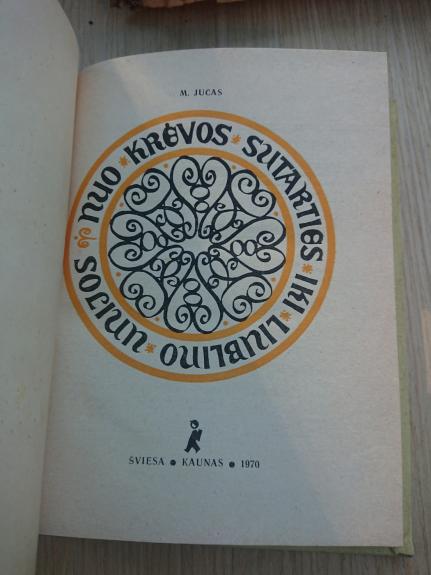 M. JUCAS
NUO KRĖVOS SUTARTIES IKI LIUBLINO UNIJOS
ŠVIESA ● KAUNAS ● 1970